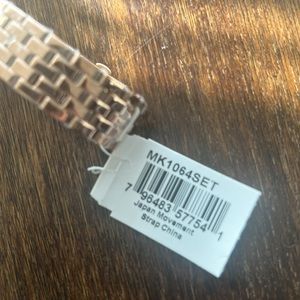 MK1064SET
7 96483 57754 1
Japan Movement
Strap China